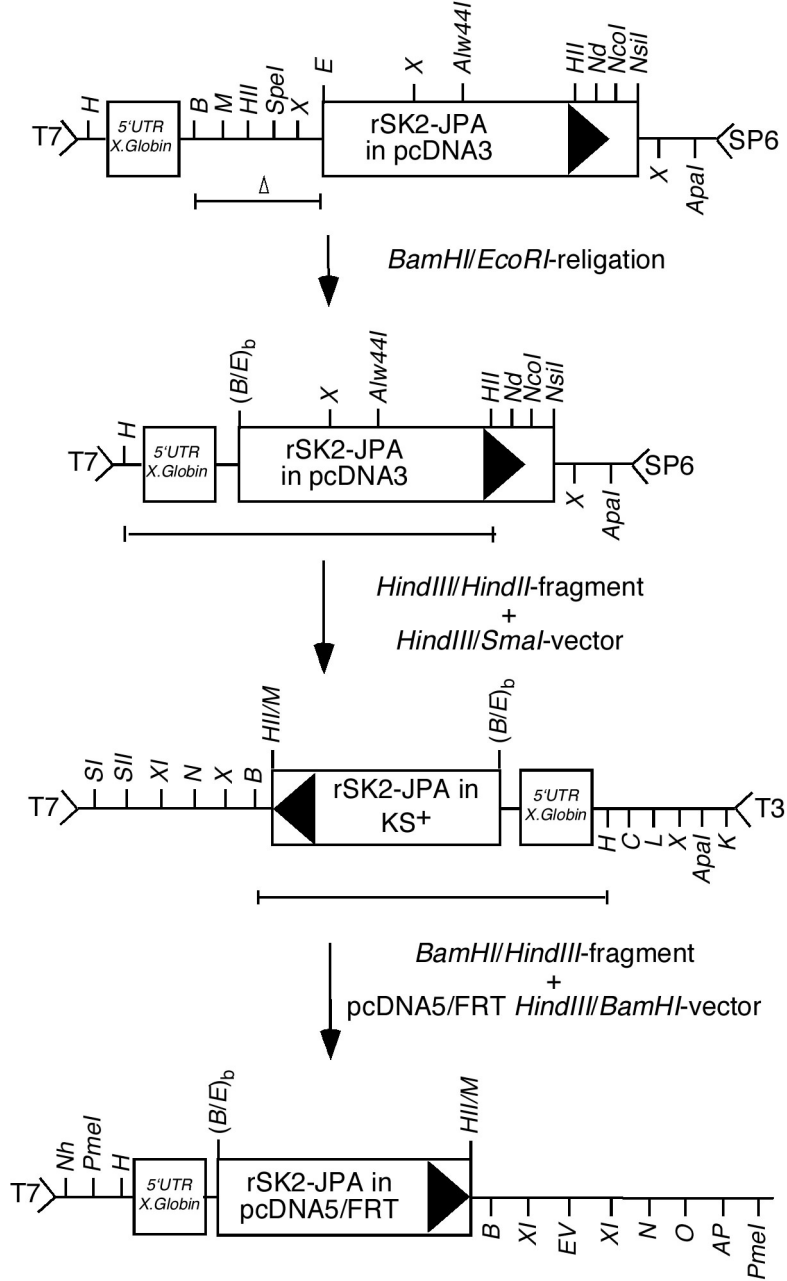 H
B
M
HII
SpeI
X
E
X
Alw44I
HII
Nd
NcoI
NsiI
T7
5'UTR
X.Globin
rSK2-JPA
in pcDNA3
SP6
X
ApaI
Δ
BamHI/EcoRI-religation
H
(B/E)b
X
Alw44I
HII
Nd
NcoI
NsiI
T7
5'UTR
X.Globin
rSK2-JPA
in pcDNA3
SP6
X
ApaI
HindIII/HindII-fragment
+
HindIII/SmaI-vector
SI
SII
XI
N
X
B
HII/M
(B/E)b
T7
rSK2-JPA in
KS+
5'UTR
X.Globin
T3
H
C
L
X
ApaI
K
BamHI/HindIII-fragment
+
pcDNA5/FRT HindIII/BamHI-vector
Nh
PmeI
H
(B/E)b
HII/M
T7
5'UTR
X.Globin
rSK2-JPA in
pcDNA5/FRT
B
XI
EV
XI
N
O
AP
PmeI